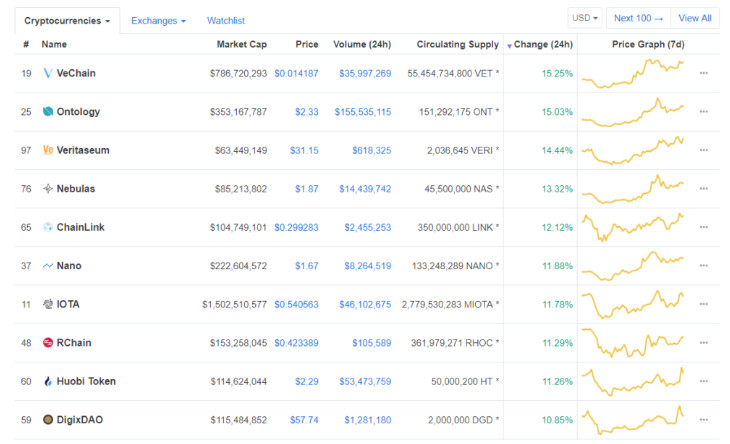 Cryptocurrencies Exchanges Watchlist USD Next 100 → View All
# Name Market Cap Price Volume (24h) Circulating Supply Change (24h) Price Graph (7d)
19 VeChain $786,720,293 $0.014187 $35,997,269 55,454,734,800 VET * 15.25%
25 Ontology $353,167,787 $2.33 $155,535,115 151,292,175 ONT * 15.03%
97 Ve Veritaseum $63,449,149 $31.15 $618,325 2,036,645 VERI * 14.44%
76 Nebulas $85,213,802 $1.87 $14,439,742 45,500,000 NAS * 13.32%
65 ChainLink $104,749,101 $0.299283 $2,455,253 350,000,000 LINK * 12.12%
37 Nano $222,604,572 $1.67 $8,264,519 133,248,289 NANO * 11.88%
11 IOTA $1,502,510,577 $0.540563 $46,102,675 2,779,530,283 MIOTA * 11.78%
48 RChain $153,258,045 $0.423389 $105,589 361,979,271 RHOC * 11.29%
60 Huobi Token $114,624,044 $2.29 $53,473,759 50,000,200 HT * 11.26%
59 DigixDAO $115,484,852 $57.74 $1,281,180 2,000,000 DGD * 10.85%